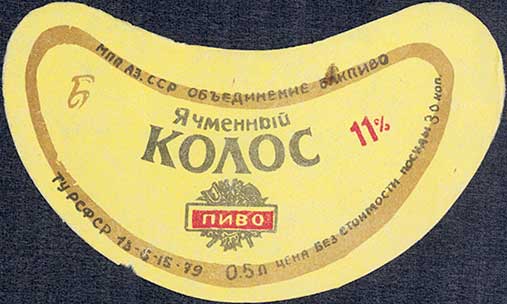 МПП АЗ. ССР ОБЪЕДИНЕНИЕ БАКПИВО
Б
Ячменный
КОЛОС
11%
ПИВО
ТУ РСФСР 18-6-15-79 0.5л ЦЕНА БЕЗ СТОИМОСТИ ПОСУДЫ 30 коп.